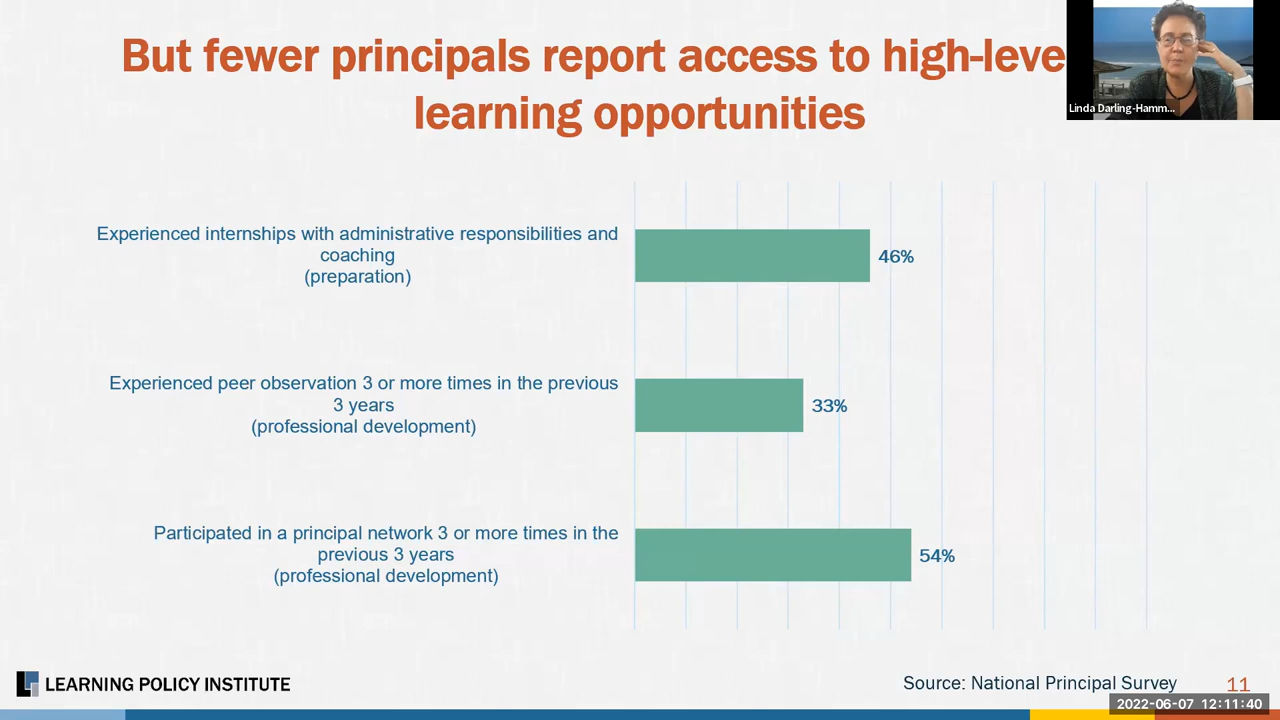 But fewer principals report access to high-leve
learning opportunities
Linda Darling-Hamm...
Experienced internships with administrative responsibilities and
coaching
(preparation)
46%
Experienced peer observation 3 or more times in the previous
3 years
(professional development)
33%
Participated in a principal network 3 or more times in the
previous 3 years
(professional development)
54%
LEARNING POLICY INSTITUTE
Source: National Principal Survey
11
2022-06-07 12:11:40